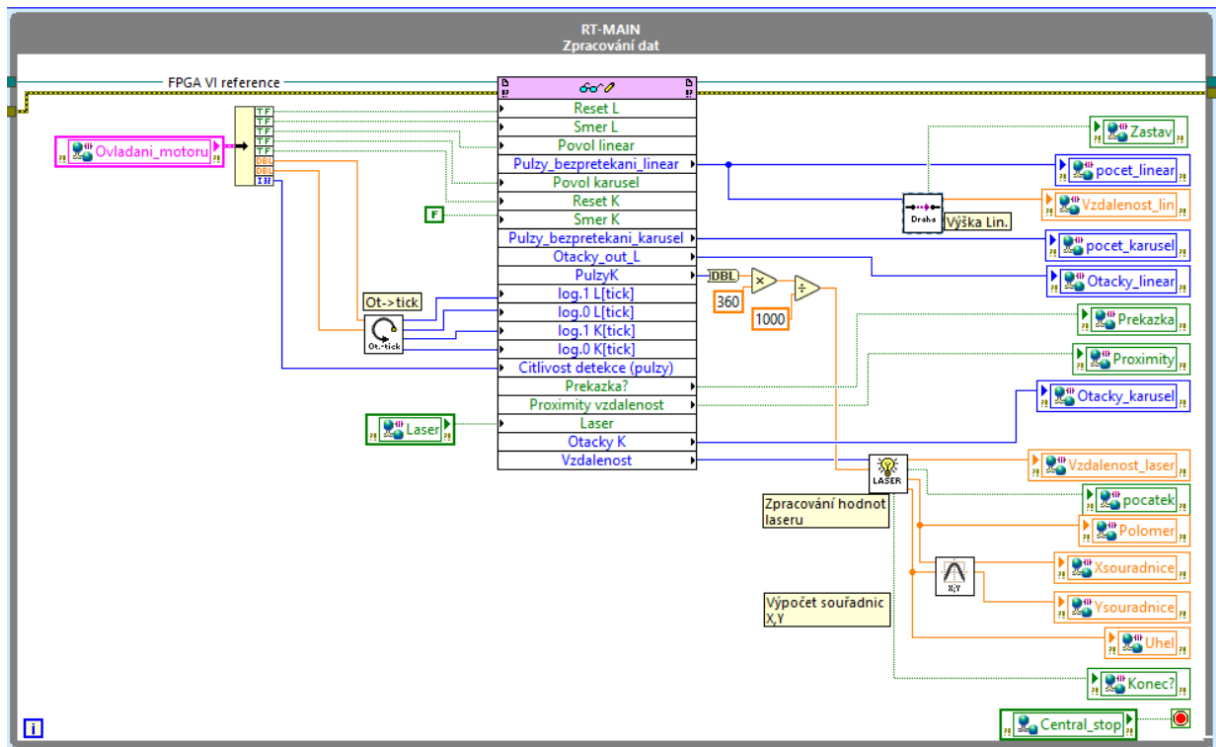 RT-MAIN
Zpracování dat
FPGA VI reference
Ovladani_motoru
TF
TF
TF
TF
TF
DBL
DBL
I32
F
Ot->tick
Ot.-tick
Laser
Reset L
Smer L
Povol linear
Pulzy_bezpretekani_linear
Povol karusel
Reset K
Smer K
Pulzy_bezpretekani_karusel
Otacky_out_L
PulzyK
log.1 L[tick]
log.0 L[tick]
log.1 K[tick]
log.0 K[tick]
Citlivost detekce (pulzy)
Prekazka?
Proximity vzdalenost
Laser
Otacky K
Vzdalenost
DBL
360
1000
Draha
Výška Lin.
LASER
Zpracování hodnot
laseru
X;Y
Výpočet souřadnic
X,Y
Zastav
pocet_linear
Vzdalenost_lin
pocet_karusel
Otacky_linear
Prekazka
Proximity
Otacky_karusel
Vzdalenost_laser
pocatek
Polomer
Xsouradnice
Ysouradnice
Uhel
Konec?
Central_stop
i